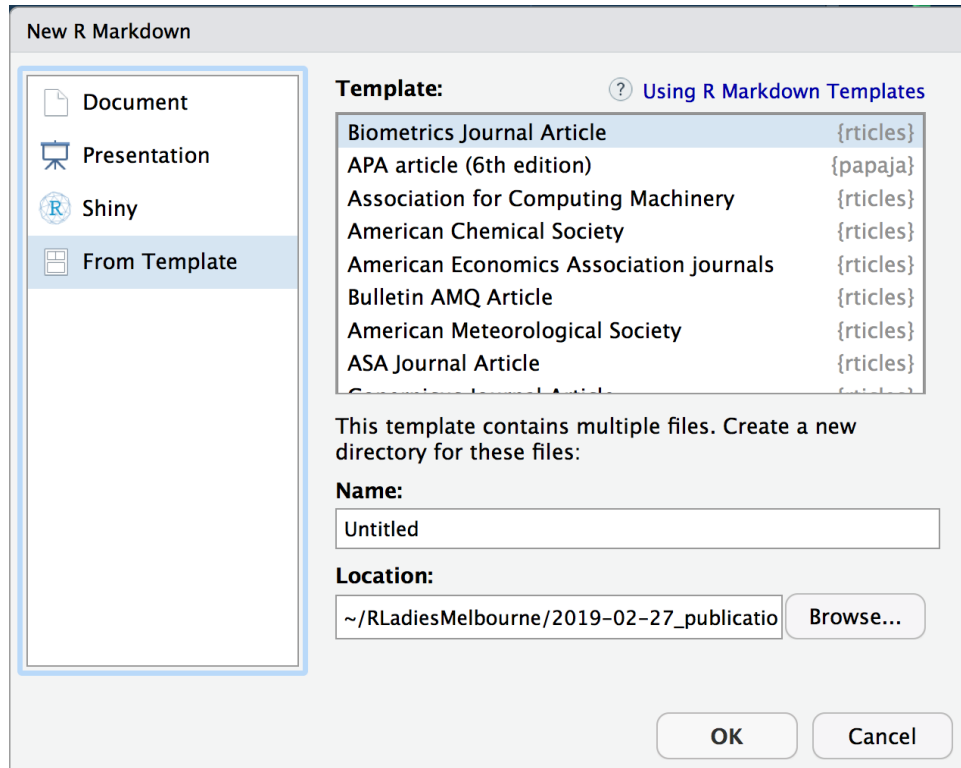 New R Markdown
Document
Presentation
R Shiny
From Template
Template:
? Using R Markdown Templates
Biometrics Journal Article {rticles}
APA article (6th edition) {papaja}
Association for Computing Machinery {rticles}
American Chemical Society {rticles}
American Economics Association journals {rticles}
Bulletin AMQ Article {rticles}
American Meteorological Society {rticles}
ASA Journal Article {rticles}
This template contains multiple files. Create a new
directory for these files:
Name:
Untitled
Location:
~/RLadiesMelbourne/2019-02-27_publicatio Browse...
OK Cancel